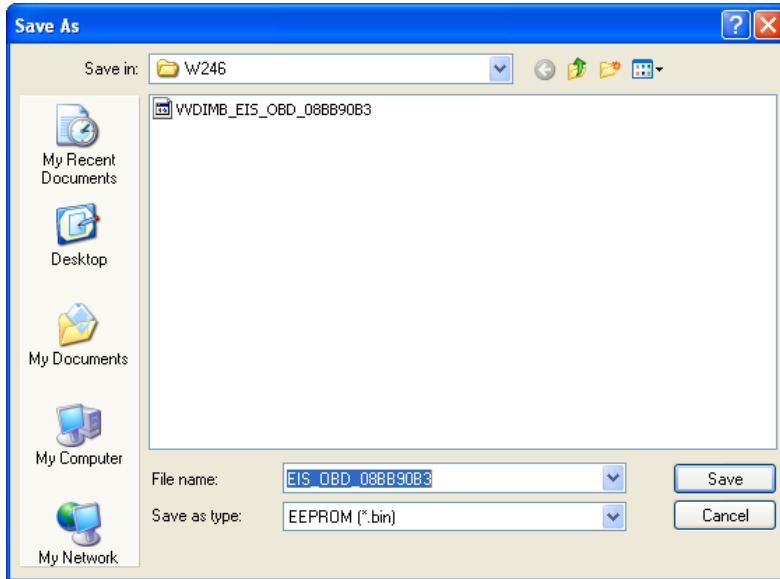 Save As
Save in:
W246
VVDIMB_EIS_OBD_08BB90B3
My Recent
Documents
Desktop
My Documents
My Computer
My Network
File name:
EIS_OBD_08BB90B3
Save
Save as type:
EEPROM (*.bin)
Cancel